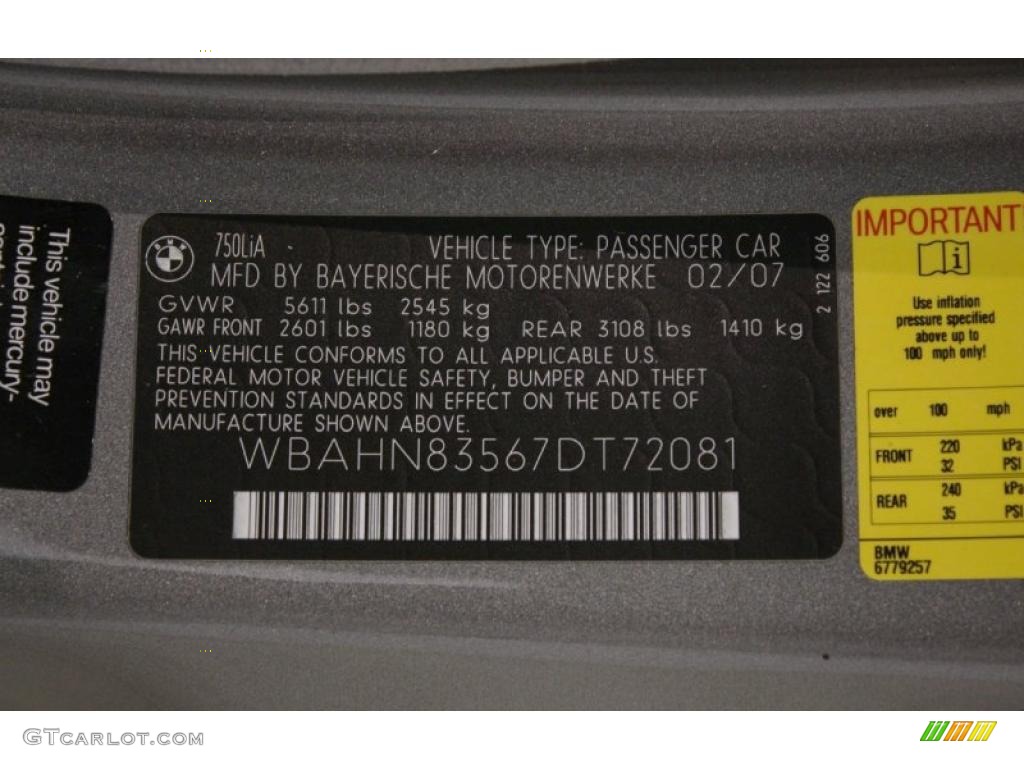 This vehicle may
include mercury-
BMW
750LiA - VEHICLE TYPE: PASSENGER CAR
MFD BY BAYERISCHE MOTORENWERKE 02/07
GVWR 5611 lbs 2545 kg
GAWR FRONT 2601 lbs 1180 kg REAR 3108 lbs 1410 kg
THIS VEHICLE CONFORMS TO ALL APPLICABLE U.S.
FEDERAL MOTOR VEHICLE SAFETY, BUMPER AND THEFT
PREVENTION STANDARDS IN EFFECT ON THE DATE OF
MANUFACTURE SHOWN ABOVE.
WBAHN83567DT72081
2 122 606
IMPORTANT
i
Use inflation
pressure specified
above up to
100 mph only!
over 100 mph
FRONT 220 kPa
32 PSI
REAR 240 kPa
35 PSI
BMW
6779257
GTCARLOT.COM